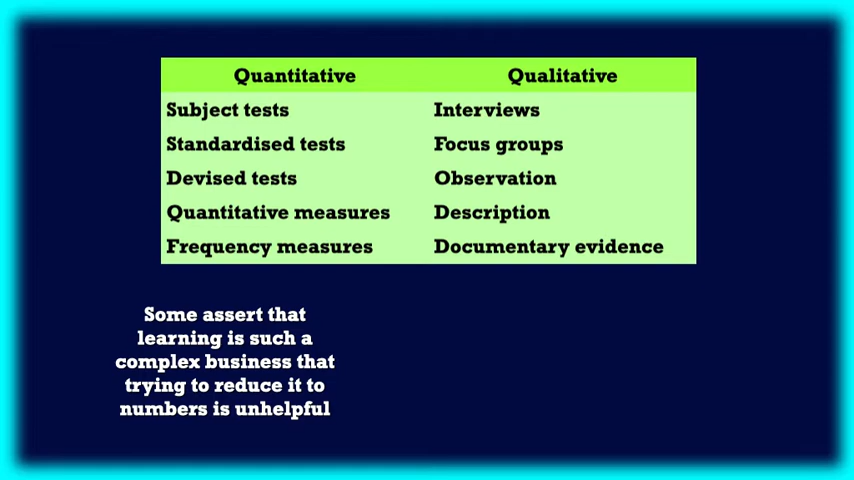 Quantitative Qualitative
Subject tests Interviews
Standardised tests Focus groups
Devised tests Observation
Quantitative measures Description
Frequency measures Documentary evidence
Some assert that
learning is such a
complex business that
trying to reduce it to
numbers is unhelpful